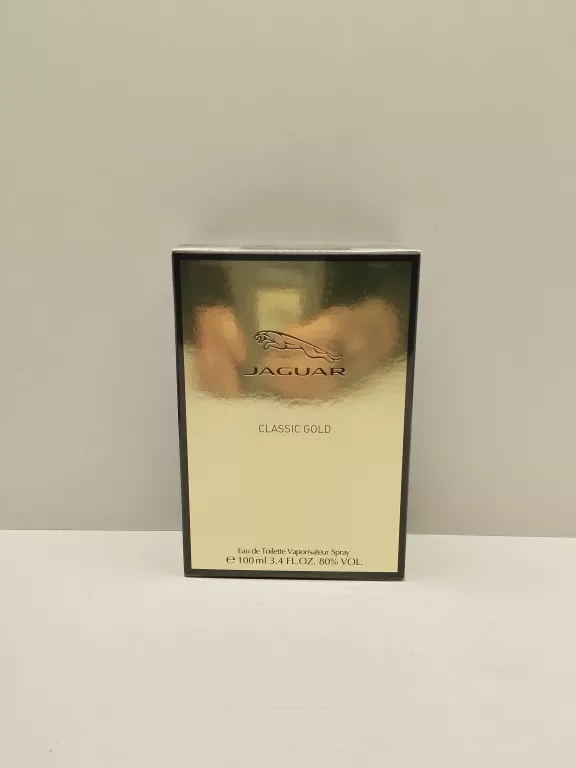 JAGUAR
CLASSIC GOLD
Eau de Toilette Vaporisateur Spray
℮ 100 ml 3.4 FL.OZ. 80% VOL.